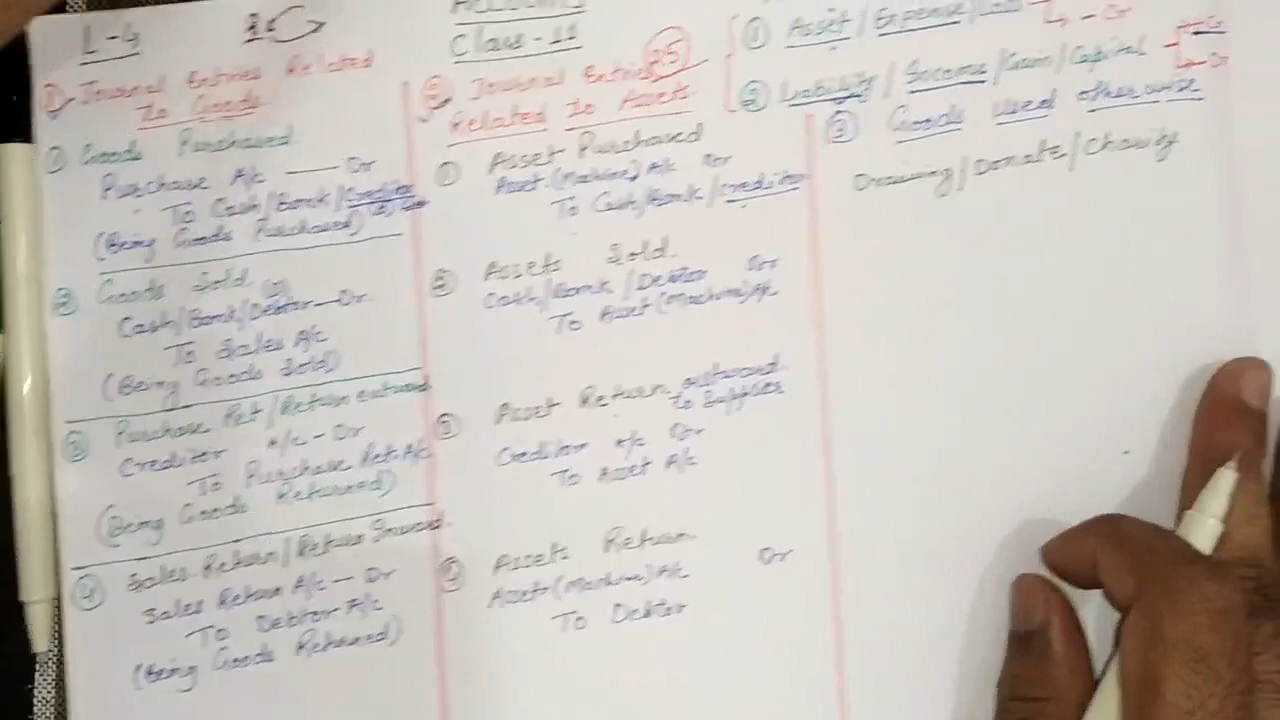 L-4
Class-11
① Journal Entries Related
To Goods
① Goods Purchased
Purchase A/c — Dr
To Cash/Bank/Creditor
(Being Goods Purchased)
② Goods Sold
Cash/Bank/Debtor — Dr
To Sales A/c
(Being Goods Sold)
③ Purchase Ret/Return outward
Creditor A/c - Dr
To Purchase Ret. A/c
(Being Goods Returned)
④ Sales Return/Return Inward
Sales Return A/c — Dr
To Debtor A/c
(Being Goods Returned)
② Journal Entries
Related To Assets
① Asset Purchased
Asset (Machine) A/c Dr
To Cash/Bank/Creditor
② Assets Sold
Cash/Bank/Debtor Dr
To Asset (Machine) A/c
③ Asset Return outward
to Supplier
Creditor A/c Dr
To Asset A/c
④ Assets Return
Asset (Machine) A/c Dr
To Debtor
① Asset/Expense/Loss
② Liability/Income/Gain/Capital
③ Goods Used otherwise
Drawing/Donate/Charity